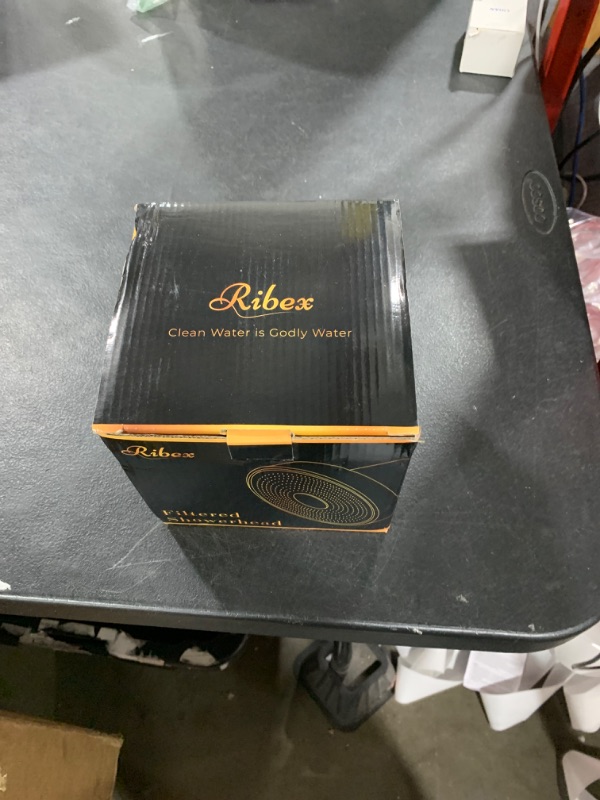 Ribex
Clean Water is Godly Water
Ribex
Filtered
Showerhead